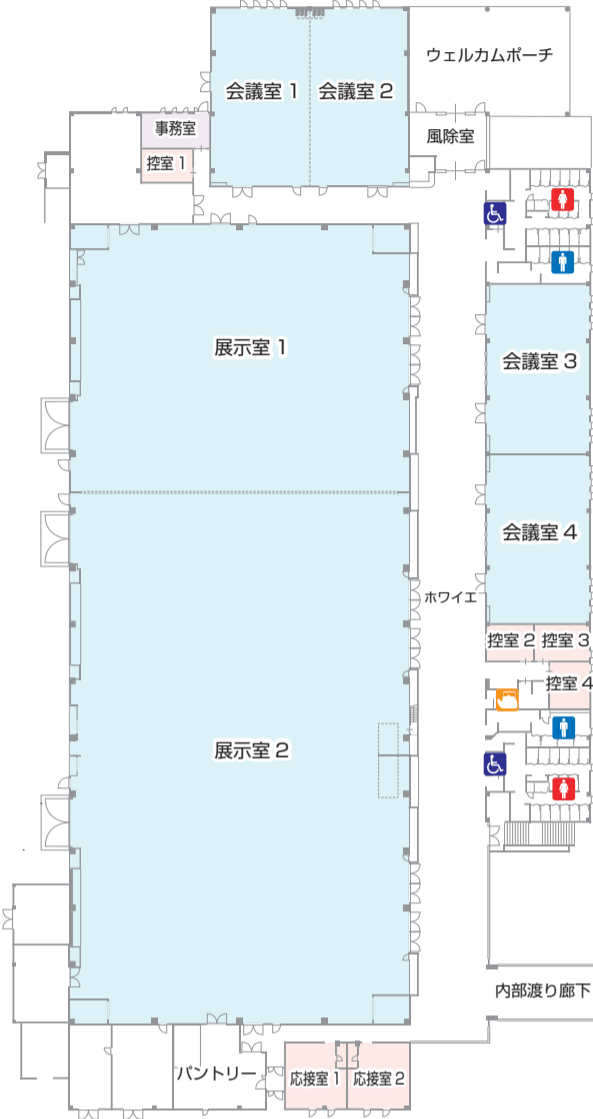 ウェルカムポーチ
会議室 1
会議室 2
事務室
風除室
控室 1
展示室 1
会議室 3
会議室 4
ホワイエ
控室 2
控室 3
控室 4
展示室 2
内部渡り廊下
パントリー
応接室 1
応接室 2